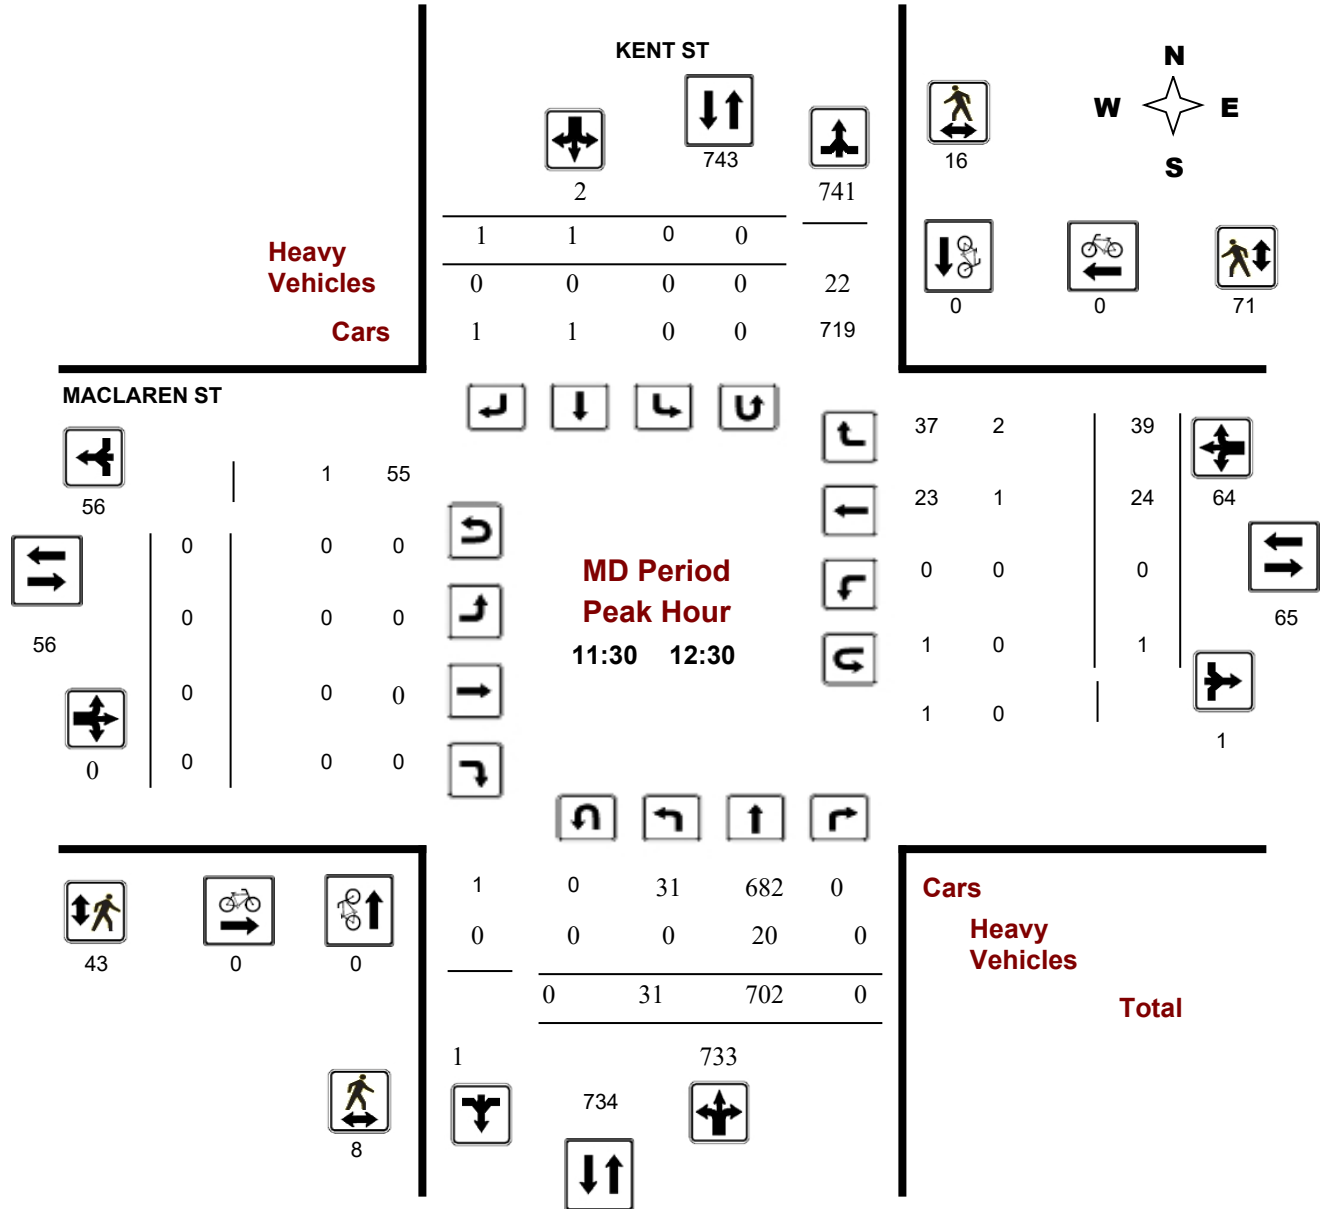 KENT ST
N
W E
S
743
16
2 741
1 1 0 0
Heavy
Vehicles 0 0 0 0 22
Cars 1 1 0 0 719
0 0 71
MACLAREN ST
37 2 39
1 55
56
23 1 24 64
0 0 0
MD Period
Peak Hour
11:30 12:30
0 0 0
0 0 0
65
56
1 0 1
0 0 0
1 0
1
0 0 0 0
1 0 31 682 0
Cars
0 0 0 20 0
Heavy
Vehicles
43 0 0
0 31 702 0
Total
1 733
734
8